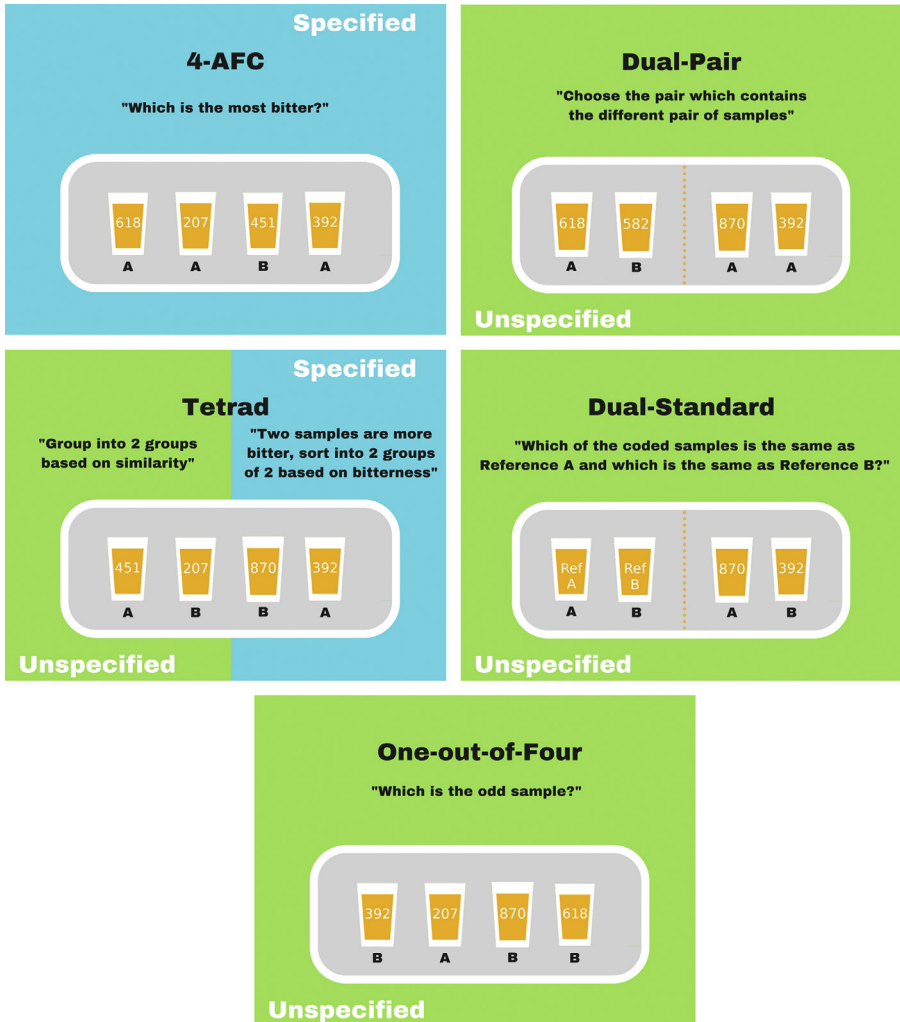 Specified
4-AFC
"Which is the most bitter?"
618 207 451 392
A A B A
Dual-Pair
"Choose the pair which contains
the different pair of samples"
618 582 870 392
A B A A
Unspecified
Specified
Tetrad
"Group into 2 groups
based on similarity"
"Two samples are more
bitter, sort into 2 groups
of 2 based on bitterness"
451 207 870 392
A B B A
Unspecified
Dual-Standard
"Which of the coded samples is the same as
Reference A and which is the same as Reference B?"
Ref Ref 870 392
A B
A B A B
Unspecified
One-out-of-Four
"Which is the odd sample?"
392 207 870 618
B A B B
Unspecified